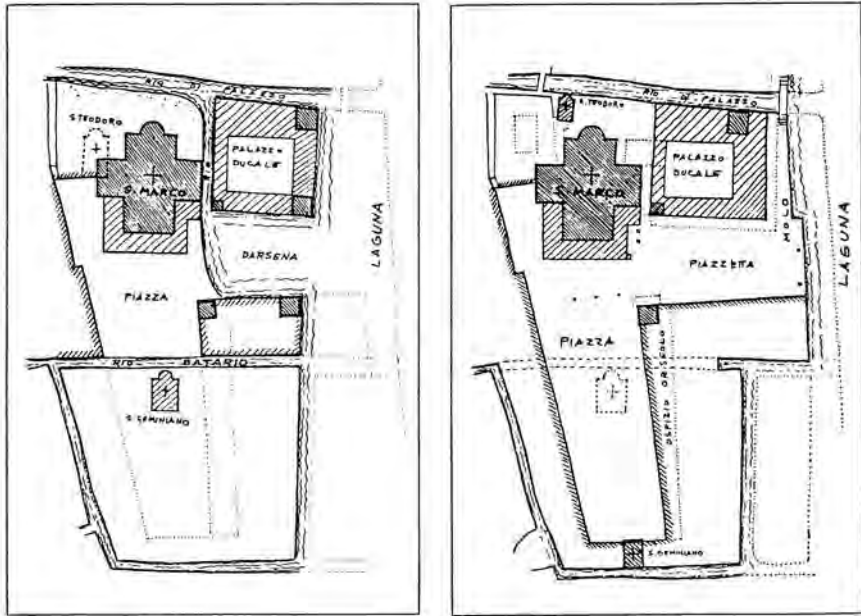 RIO DI PALAZZO
S. TEODORO
RIO
PALAZZO
DUCALE
S. MARCO
LAGUNA
DARSENA
PIAZZA
RIO BATARIO
S. GEMINIANO
RIO DI PALAZZO
S. TEODORO
PALAZZO
DUCALE
S. MARCO
MOLO
LAGUNA
PIAZZETTA
PIAZZA
OSPIZIO ORSEOLO
S. GEMINIANO